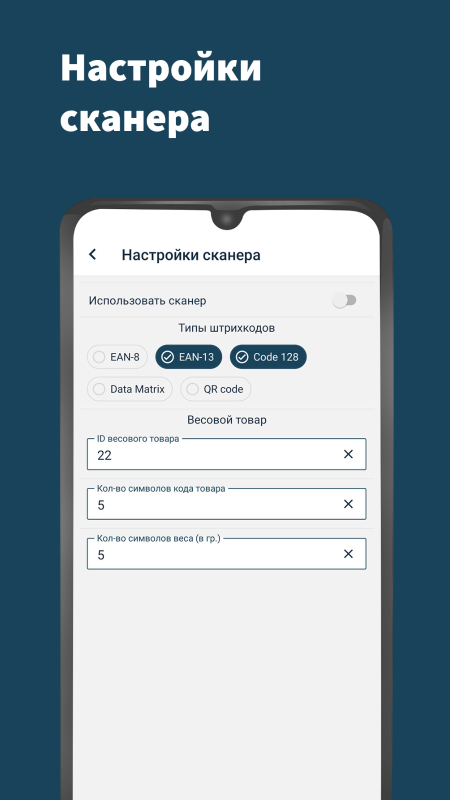 Настройки
сканера
Настройки сканера
Использовать сканер
Типы штрихкодов
EAN-8 EAN-13 Code 128
Data Matrix QR code
Весовой товар
ID весового товара
22
Кол-во символов кода товара
5
Кол-во символов веса (в гр.)
5